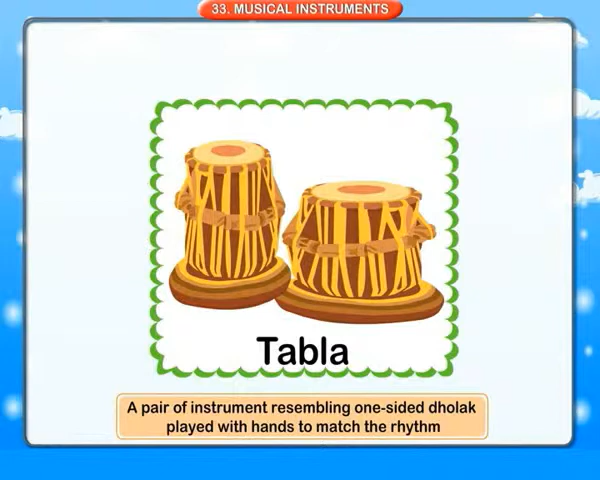 33. MUSICAL INSTRUMENTS
Tabla
A pair of instrument resembling one-sided dholak
played with hands to match the rhythm